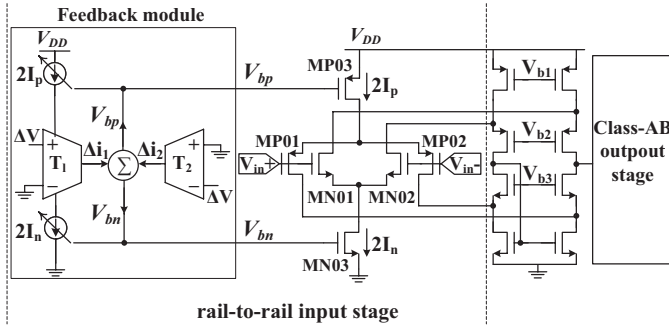 Feedback module
V_DD
2I_p
V_bp
ΔV
+
T_1
−
Δi_1
Σ
Δi_2
+
T_2
−
ΔV
V_bn
2I_n
V_bp
V_bn
V_DD
MP03
2I_p
MP01
MP02
V_in+
V_in-
MN01
MN02
2I_n
MN03
V_b1
V_b2
V_b3
Class-AB
outpout
stage
rail-to-rail input stage